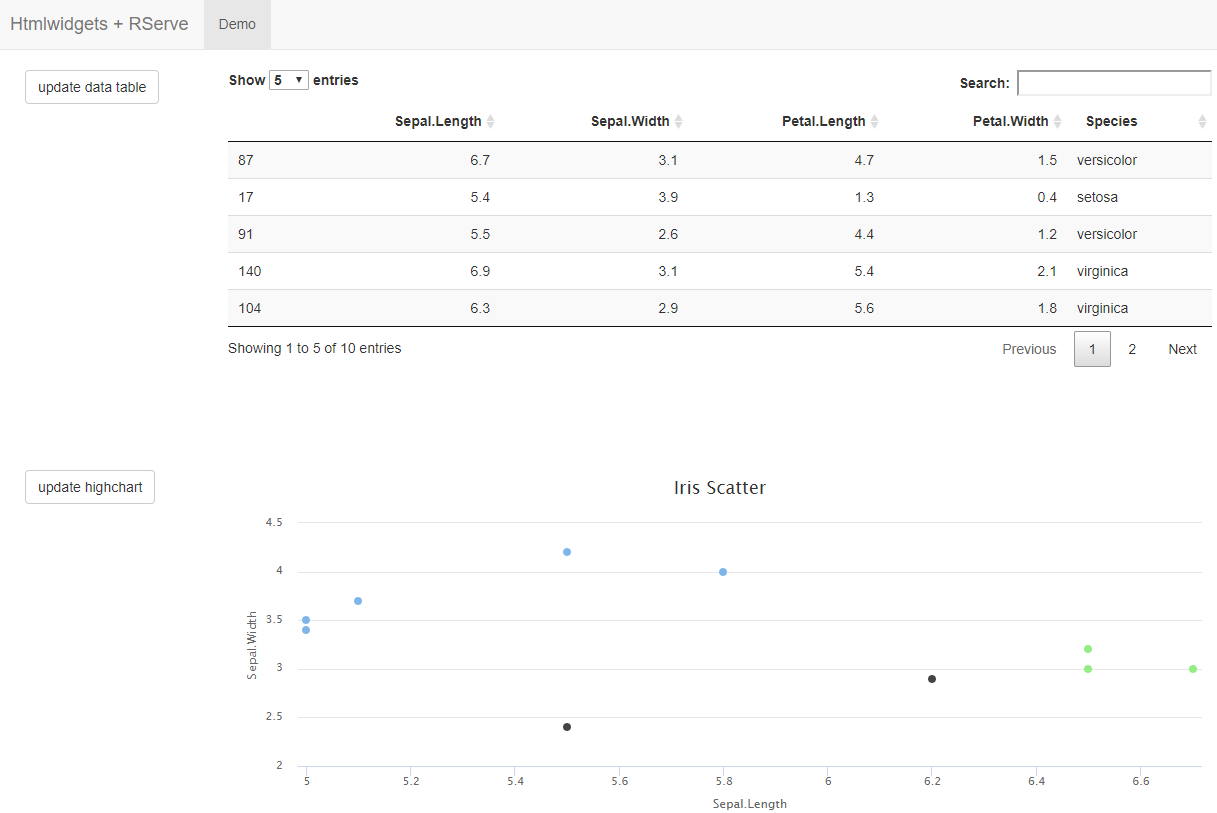 Htmlwidgets + RServe Demo
update data table
Show 5 entries Search:
Sepal.Length Sepal.Width Petal.Length Petal.Width Species
87 6.7 3.1 4.7 1.5 versicolor
17 5.4 3.9 1.3 0.4 setosa
91 5.5 2.6 4.4 1.2 versicolor
140 6.9 3.1 5.4 2.1 virginica
104 6.3 2.9 5.6 1.8 virginica
Showing 1 to 5 of 10 entries Previous 1 2 Next
update highchart
Iris Scatter
Sepal.Width
4.5
4
3.5
3
2.5
2
5 5.2 5.4 5.6 5.8 6 6.2 6.4 6.6
Sepal.Length